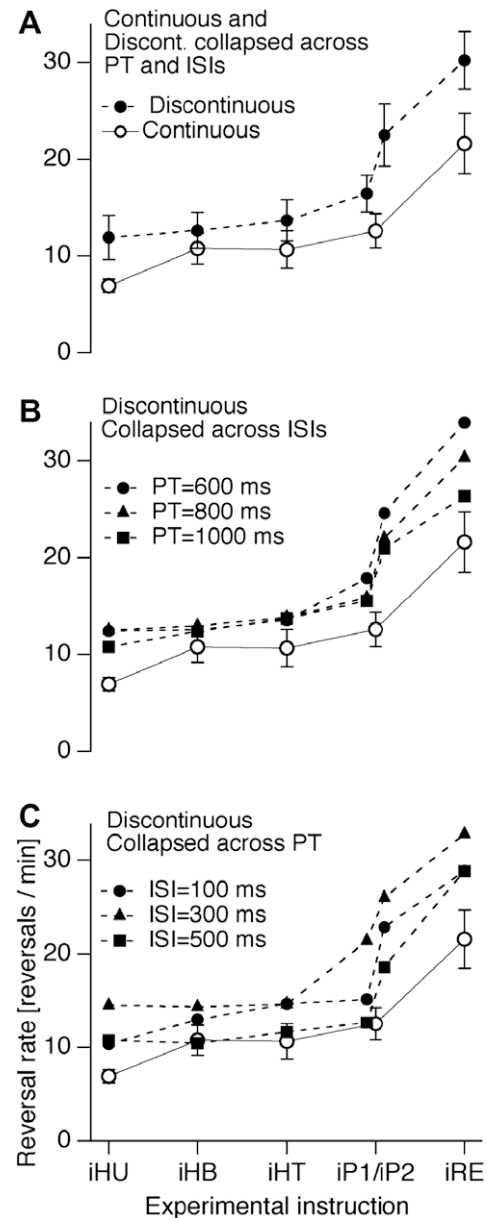 A
Continuous and
Discont. collapsed across
PT and ISIs
Discontinuous
Continuous
30
20
10
0
B
Discontinuous
Collapsed across ISIs
PT=600 ms
PT=800 ms
PT=1000 ms
30
20
10
0
C
Discontinuous
Collapsed across PT
ISI=100 ms
ISI=300 ms
ISI=500 ms
30
20
10
0
Reversal rate [reversals / min]
iHU iHB iHT iP1/iP2 iRE
Experimental instruction